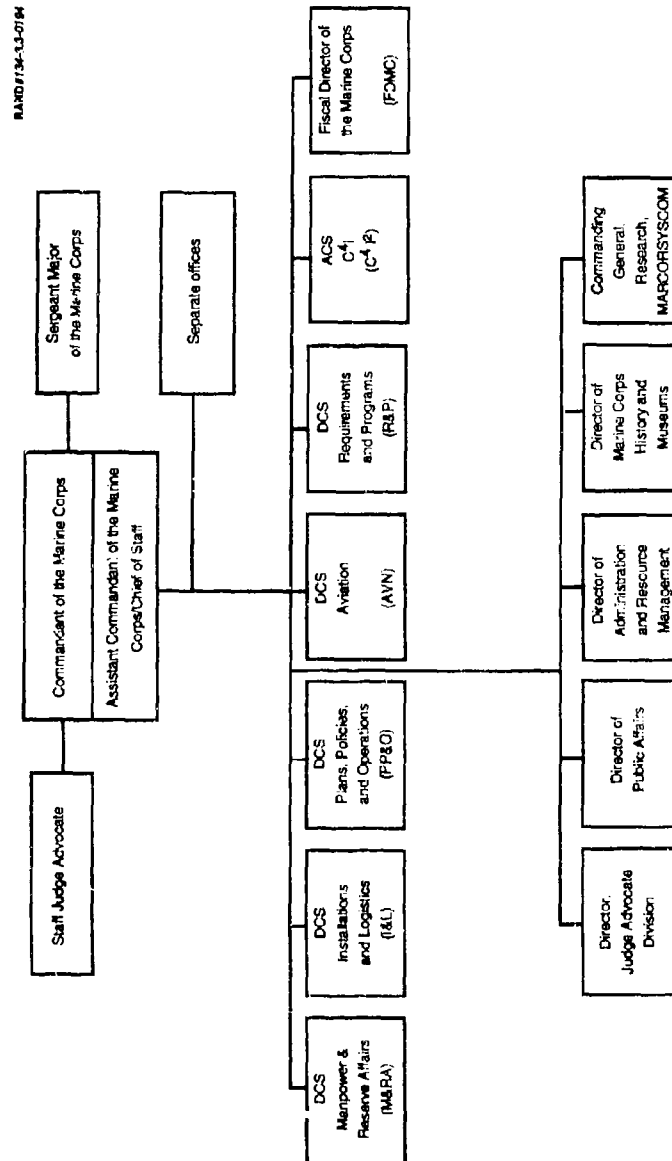 RAND#134-3.3-0194
Staff Judge Advocate
Commandant of the Marine Corps
Assistant Commandant of the Marine
Corps/Chief of Staff
Sergeant Major
of the Marine Corps
Separate offices
DCS
Manpower &
Reserve Affairs
(M&RA)
DCS
Installations
and Logistics
(I&L)
DCS
Plans, Policies,
and Operations
(PP&O)
DCS
Aviation
(AVN)
DCS
Requirements
and Programs
(R&P)
ACS
C⁴I
(C⁴I²)
Fiscal Director of
the Marine Corps
(FDMC)
Director,
Judge Advocate
Division
Director of
Public Affairs
Director of
Administration
and Resource
Management
Director of
Marine Corps
History and
Museums
Commanding
General,
Research,
MARCORSYSCOM